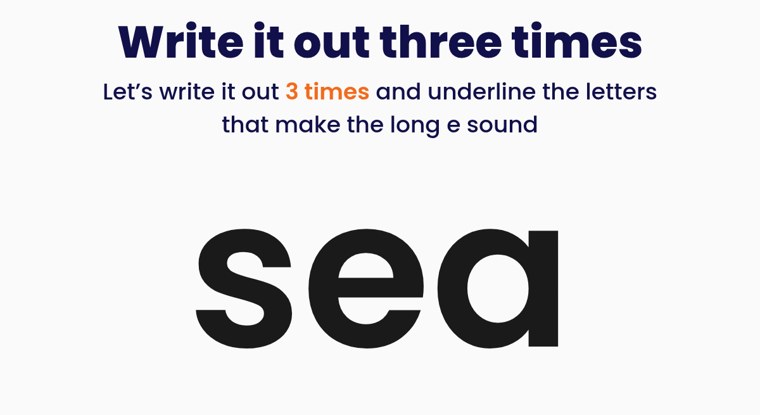 Write it out three times
Let’s write it out 3 times and underline the letters
that make the long e sound
sea